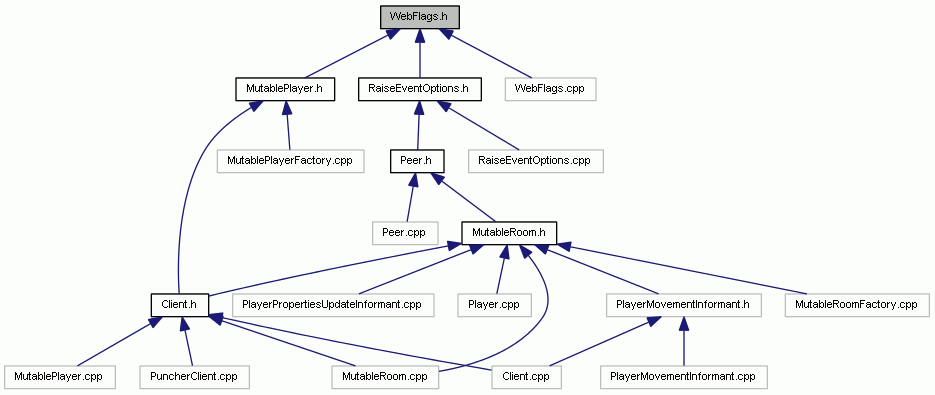 WebFlags.h
MutablePlayer.h
RaiseEventOptions.h
WebFlags.cpp
MutablePlayerFactory.cpp
Peer.h
RaiseEventOptions.cpp
Peer.cpp
MutableRoom.h
Client.h
PlayerPropertiesUpdateInformant.cpp
Player.cpp
PlayerMovementInformant.h
MutableRoomFactory.cpp
MutablePlayer.cpp
PuncherClient.cpp
MutableRoom.cpp
Client.cpp
PlayerMovementInformant.cpp